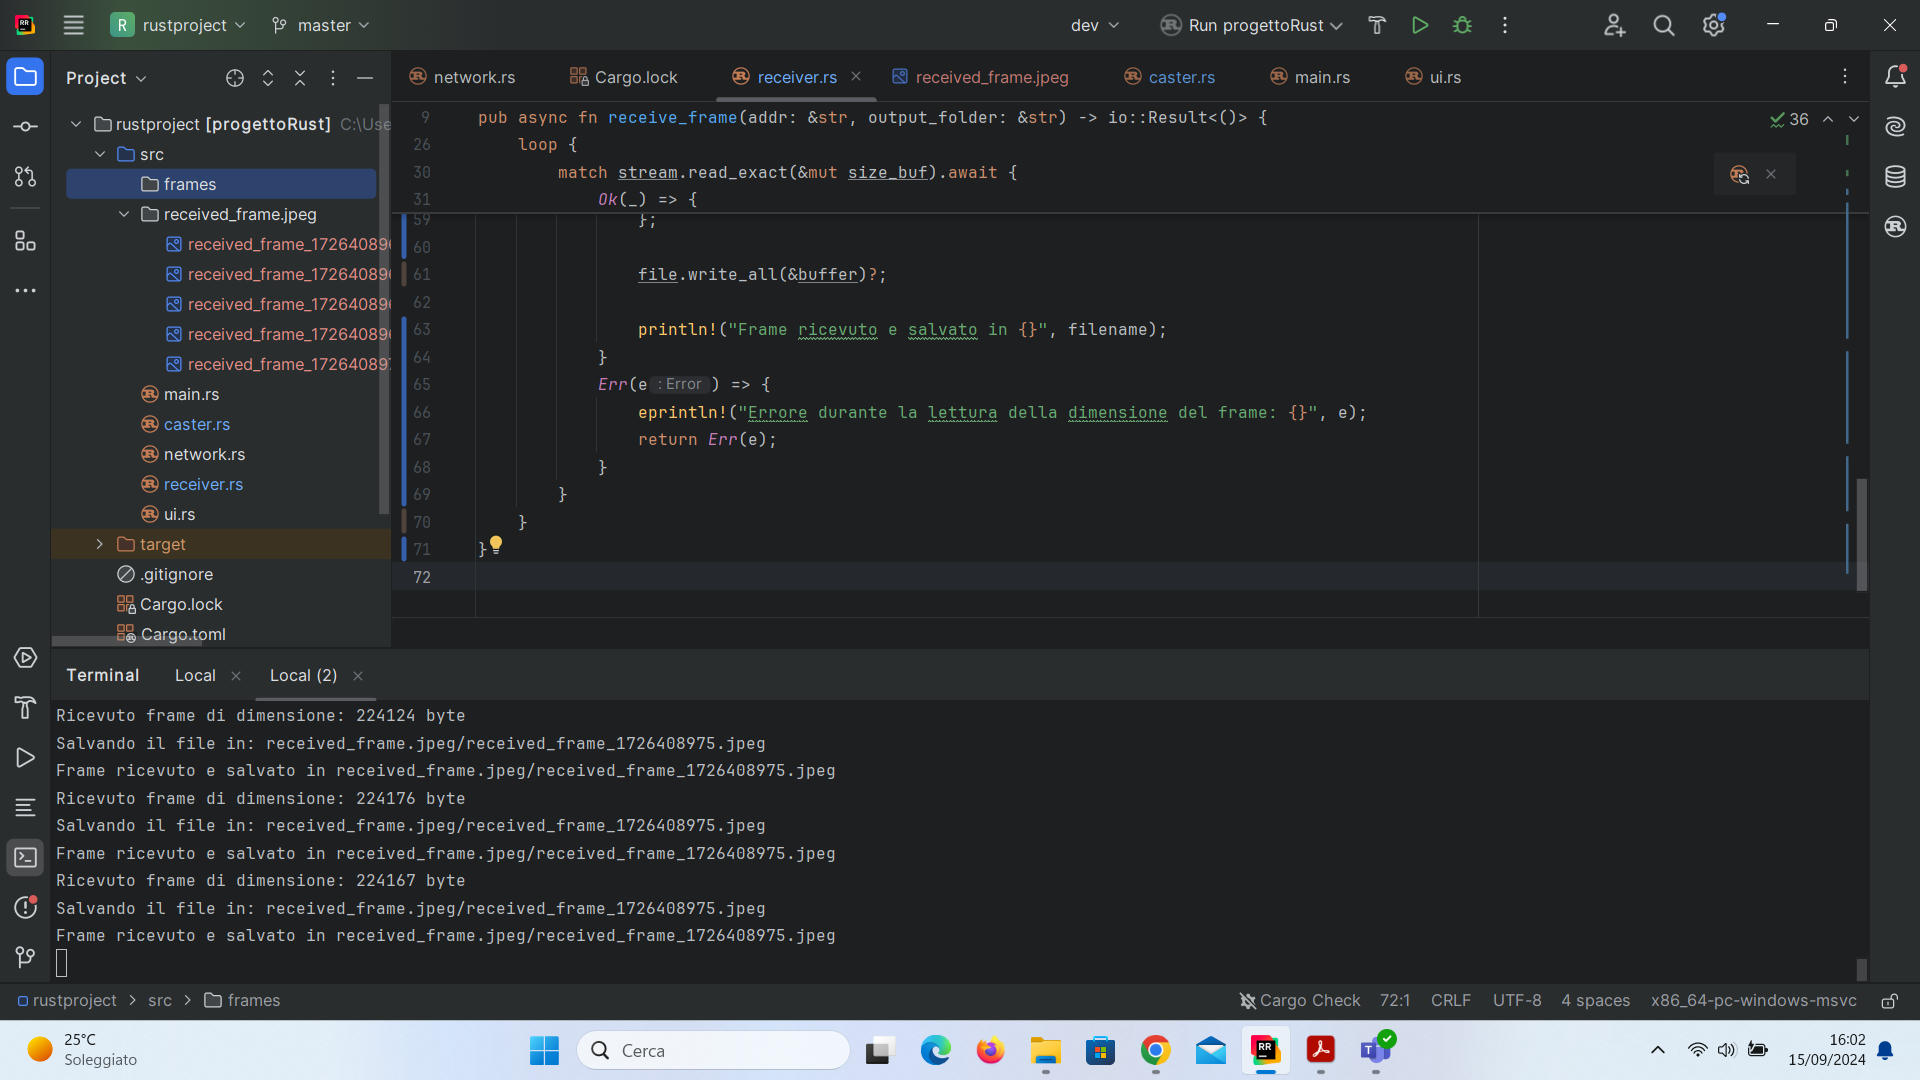 R rustproject master dev Run progettoRust
Project
network.rs Cargo.lock receiver.rs received_frame.jpeg caster.rs main.rs ui.rs
rustproject [progettoRust] C:\Use
src
frames
received_frame.jpeg
received_frame_172640896
received_frame_172640896
received_frame_172640896
received_frame_172640896
received_frame_172640897
main.rs
caster.rs
network.rs
receiver.rs
ui.rs
target
.gitignore
Cargo.lock
Cargo.toml
36
9 pub async fn receive_frame(addr: &str, output_folder: &str) -> io::Result<()> {
26 loop {
30 match stream.read_exact(&mut size_buf).await {
31 Ok(_) => {
59 };
60
61 file.write_all(&buffer)?;
62
63 println!("Frame ricevuto e salvato in {}", filename);
64 }
65 Err(e : Error ) => {
66 eprintln!("Errore durante la lettura della dimensione del frame: {}", e);
67 return Err(e);
68 }
69 }
70 }
71 }
72
Terminal Local Local (2)
Ricevuto frame di dimensione: 224124 byte
Salvando il file in: received_frame.jpeg/received_frame_1726408975.jpeg
Frame ricevuto e salvato in received_frame.jpeg/received_frame_1726408975.jpeg
Ricevuto frame di dimensione: 224176 byte
Salvando il file in: received_frame.jpeg/received_frame_1726408975.jpeg
Frame ricevuto e salvato in received_frame.jpeg/received_frame_1726408975.jpeg
Ricevuto frame di dimensione: 224167 byte
Salvando il file in: received_frame.jpeg/received_frame_1726408975.jpeg
Frame ricevuto e salvato in received_frame.jpeg/received_frame_1726408975.jpeg
rustproject > src > frames
Cargo Check 72:1 CRLF UTF-8 4 spaces x86_64-pc-windows-msvc
25°C
Soleggiato
Cerca
16:02
15/09/2024